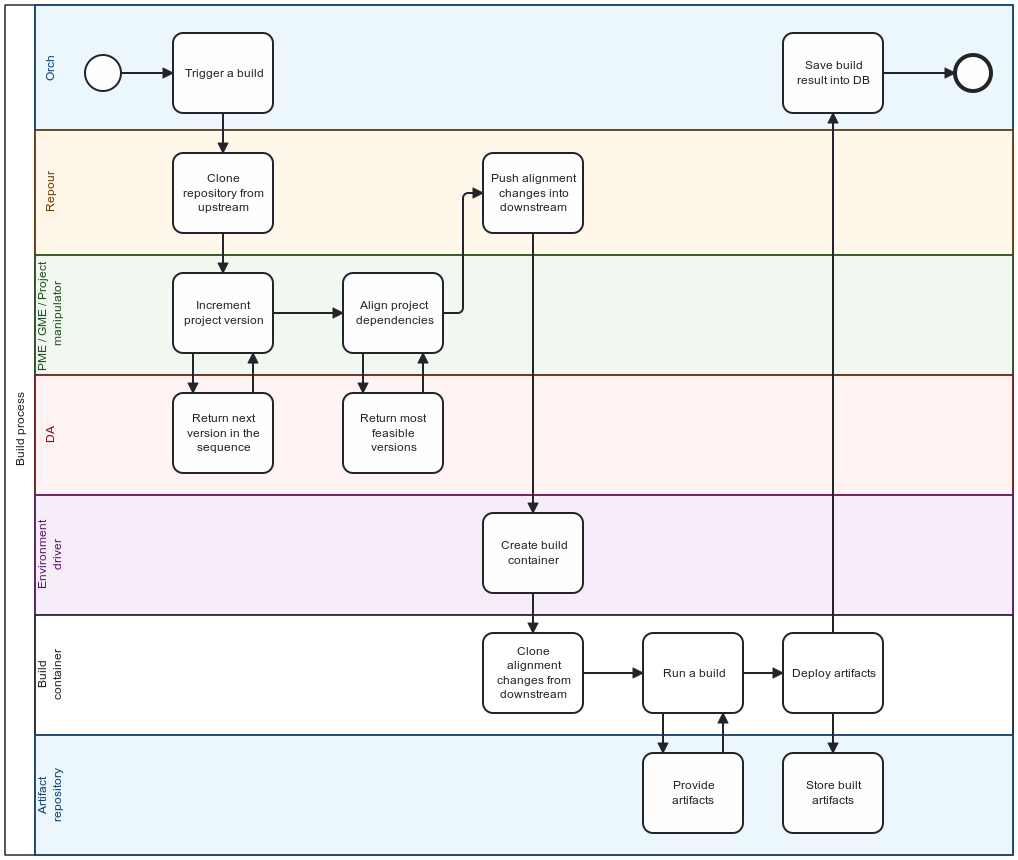 Build process
Orch
Trigger a build
Save build
result into DB
Repour
Clone
repository from
upstream
Push alignment
changes into
downstream
PME / GME / Project
manipulator
Increment
project version
Align project
dependencies
DA
Return next
version in the
sequence
Return most
feasible
versions
Environment
driver
Create build
container
Build
container
Clone
alignment
changes from
downstream
Run a build
Deploy artifacts
Artifact
repository
Provide
artifacts
Store built
artifacts